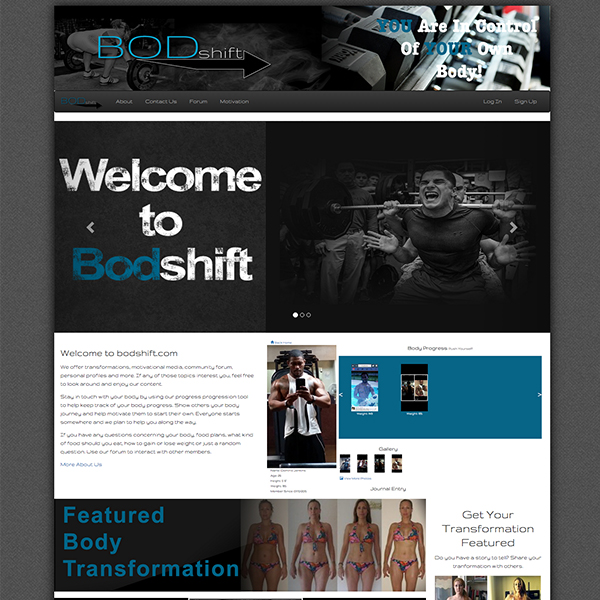 BODshift
YOU Are In Control
Of YOUR Own
Body!
About
Contact Us
Forum
Motivation
Log In
Sign Up
Welcome
to
Bodshift
Welcome to bodshift.com
We offer transformations, motivational media, community forum,
personal profiles and more. If any of those topics interest you, feel free
to look around and enjoy our content.
Stay in touch with your body by using our progress progression tool
to help keep track of your body progress. Show others your body
journey and help motivate them to start their own. Everyone starts
somewhere and we plan to help you along the way.
If you have any questions concerning your body, food plans, what kind
of food should you eat, how to gain or lose weight or just a random
question. Use our forum to interact with other members.
More About Us
Body Progress
Gallery
View More Photos
Journal Entry
Featured
Body
Transformation
Get Your
Transformation
Featured
Do you have a story to tell? Share your
tranformation with others.